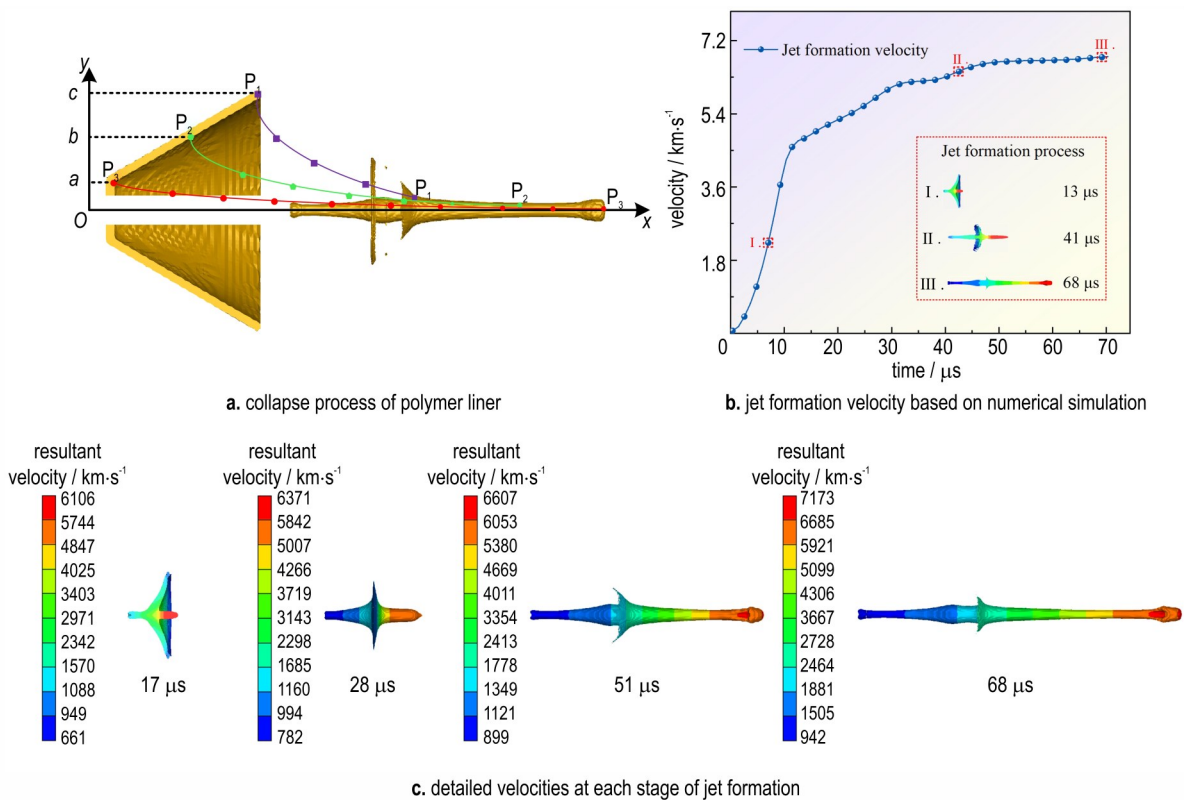 y
c
b
a
O
x
P1
P2
P3
P1
P2
P3
a. collapse process of polymer liner
velocity / km·s-1
7.2
5.4
3.6
1.8
0
10
20
30
40
50
60
70
time / μs
Jet formation velocity
I .
II .
III .
Jet formation process
I . 13 μs
II . 41 μs
III . 68 μs
b. jet formation velocity based on numerical simulation
resultant
velocity / km·s-1
6106
5744
4847
4025
3403
2971
2342
1570
1088
949
661
17 μs
resultant
velocity / km·s-1
6371
5842
5007
4266
3719
3143
2298
1685
1160
994
782
28 μs
resultant
velocity / km·s-1
6607
6053
5380
4669
4011
3354
2413
1778
1349
1121
899
51 μs
resultant
velocity / km·s-1
7173
6685
5921
5099
4306
3667
2728
2464
1881
1505
942
68 μs
c. detailed velocities at each stage of jet formation